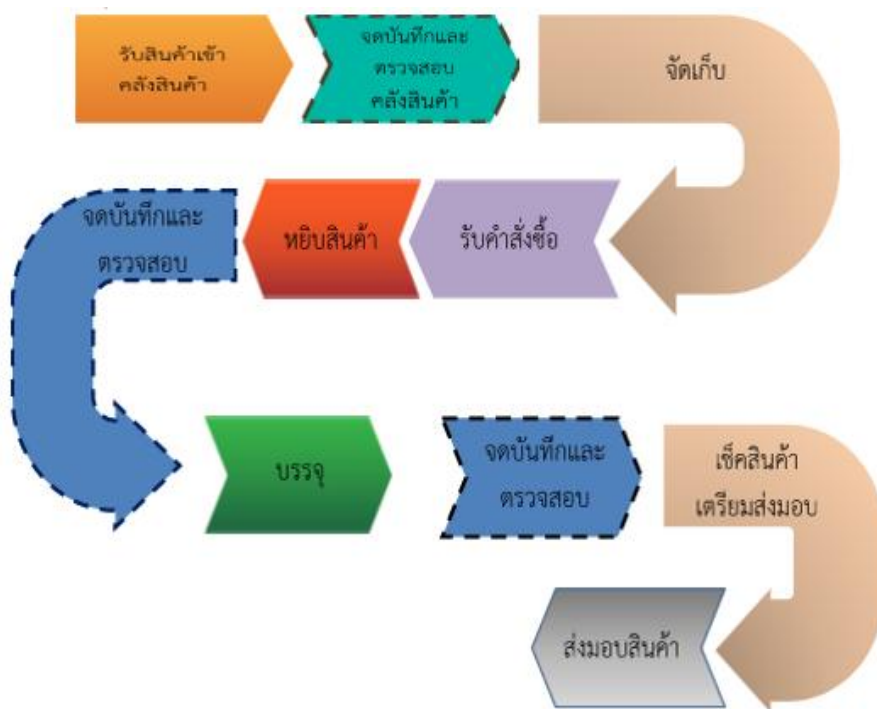 รับสินค้าเข้า
คลังสินค้า
จดบันทึกและ
ตรวจสอบ
คลังสินค้า
จัดเก็บ
รับคำสั่งซื้อ
หยิบสินค้า
จดบันทึกและ
ตรวจสอบ
บรรจุ
จดบันทึกและ
ตรวจสอบ
เช็คสินค้า
เตรียมส่งมอบ
ส่งมอบสินค้า